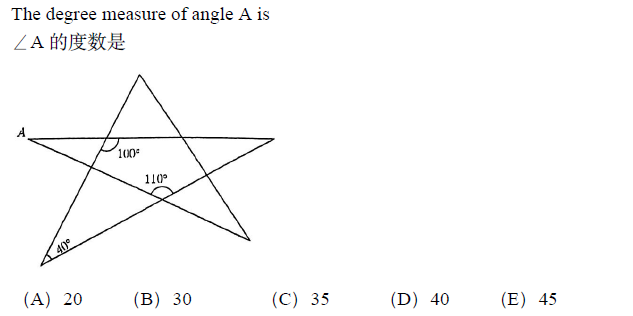 The degree measure of angle A is
∠A 的度数是
A
100°
110°
40°
(A) 20 (B) 30 (C) 35 (D) 40 (E) 45